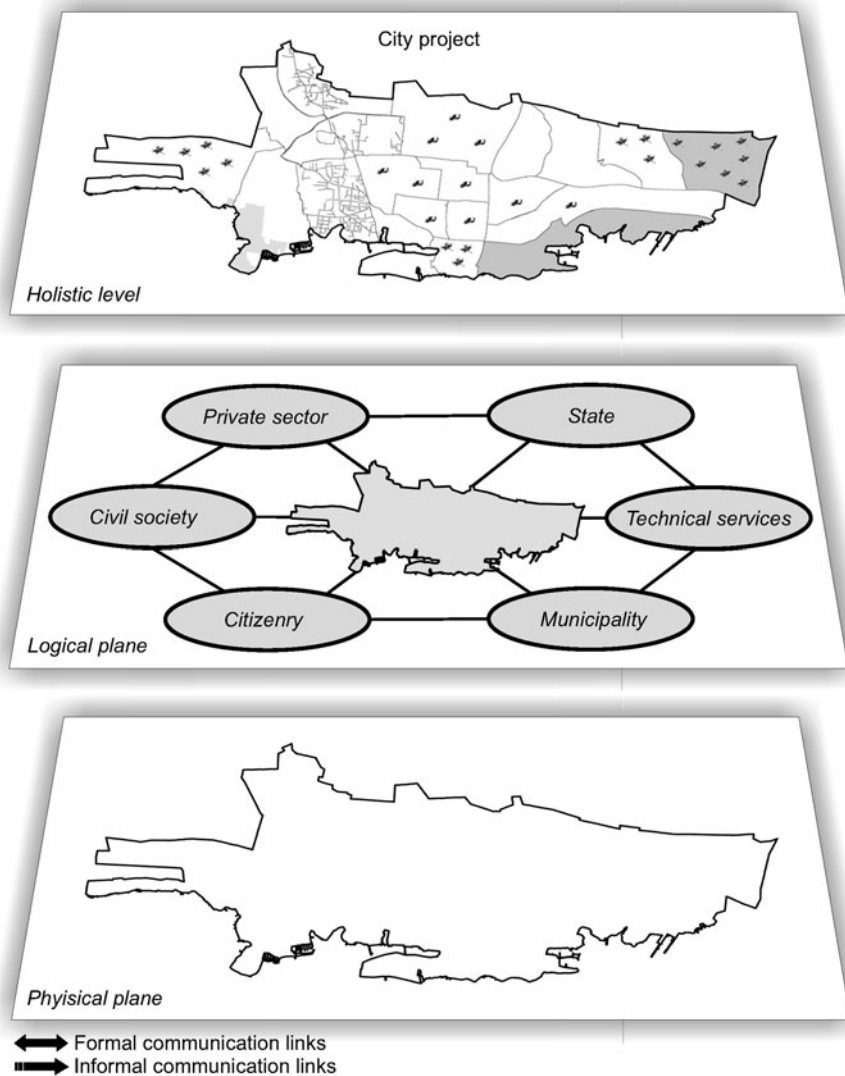 City project
Holistic level
Private sector
State
Civil society
Technical services
Citizenry
Municipality
Logical plane
Phyisical plane
Formal communication links
Informal communication links